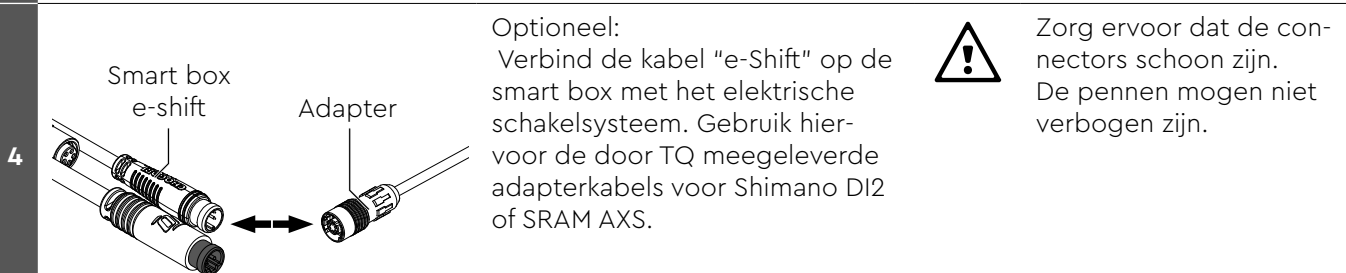 4
Smart box
e-shift
Adapter
Optioneel:
Verbind de kabel “e-Shift” op de
smart box met het elektrische
schakelsysteem. Gebruik hier-
voor de door TQ meegeleverde
adapterkabels voor Shimano DI2
of SRAM AXS.
Zorg ervoor dat de con-
nectors schoon zijn.
De pennen mogen niet
verbogen zijn.